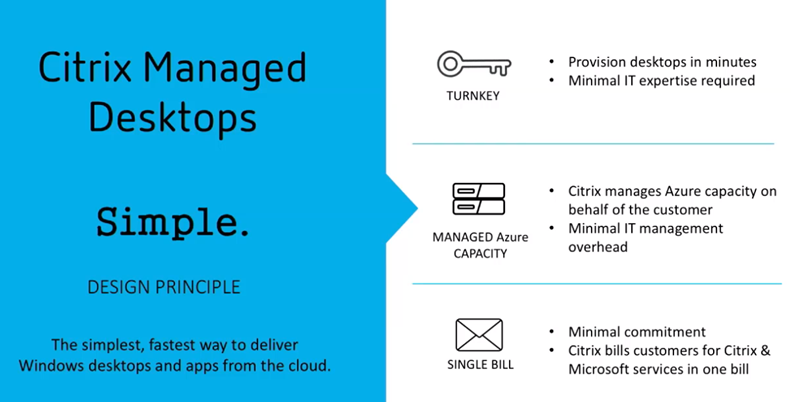 Citrix Managed
Desktops
Simple.
DESIGN PRINCIPLE
The simplest, fastest way to deliver
Windows desktops and apps from the cloud.
TURNKEY
• Provision desktops in minutes
• Minimal IT expertise required
MANAGED Azure
CAPACITY
• Citrix manages Azure capacity on
behalf of the customer
• Minimal IT management
overhead
SINGLE BILL
• Minimal commitment
• Citrix bills customers for Citrix &
Microsoft services in one bill